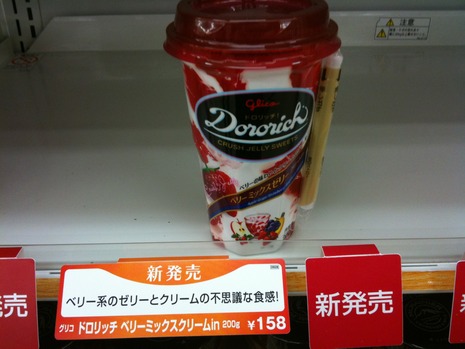 注意
Glico
ドロリッチ
Dororich
CRUSH JELLY SWEETS
ベリーミックスゼリー
新発売
ベリー系のゼリーとクリームの不思議な食感!
グリコ ドロリッチ ベリーミックスクリームin 200g ¥158
売
新発売